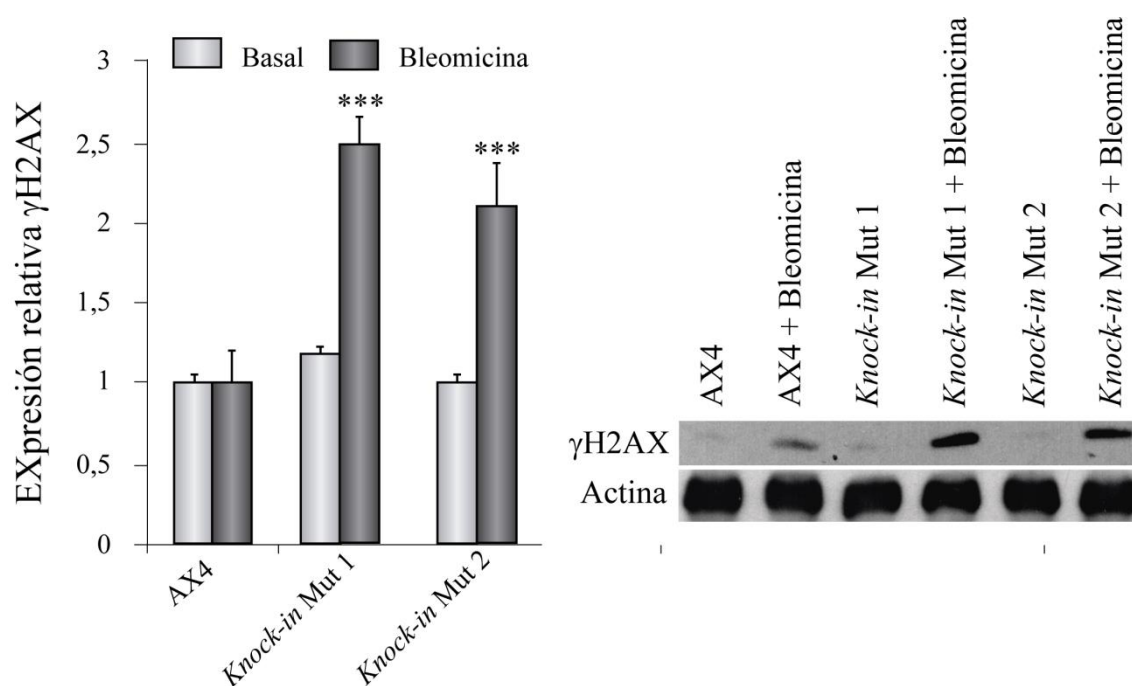 Basal
Bleomicina
EXpresión relativa γH2AX
3
2,5
2
1,5
1
0,5
0
***
***
AX4
Knock-in Mut 1
Knock-in Mut 2
AX4
AX4 + Bleomicina
Knock-in Mut 1
Knock-in Mut 1 + Bleomicina
Knock-in Mut 2
Knock-in Mut 2 + Bleomicina
γH2AX
Actina